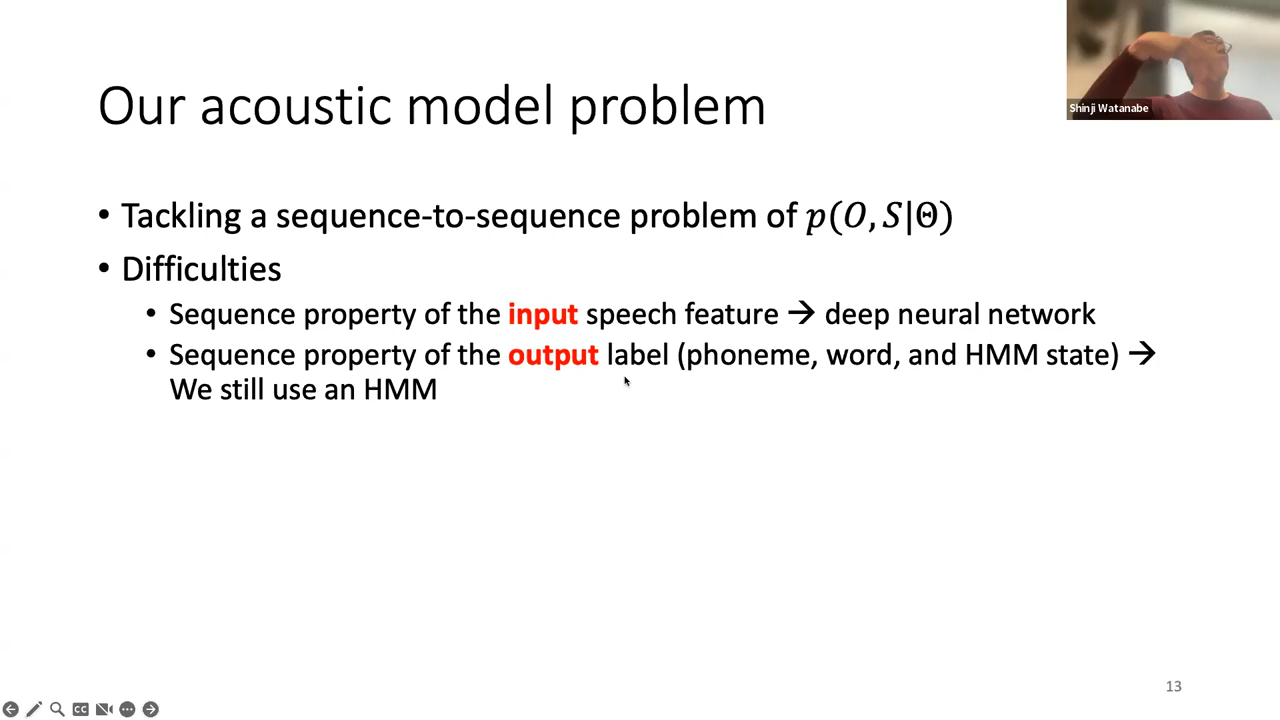 Shinji Watanabe
Our acoustic model problem
• Tackling a sequence-to-sequence problem of 𝑝(𝑂, 𝑆|Θ)
• Difficulties
• Sequence property of the input speech feature → deep neural network
• Sequence property of the output label (phoneme, word, and HMM state) →
We still use an HMM
13
CC